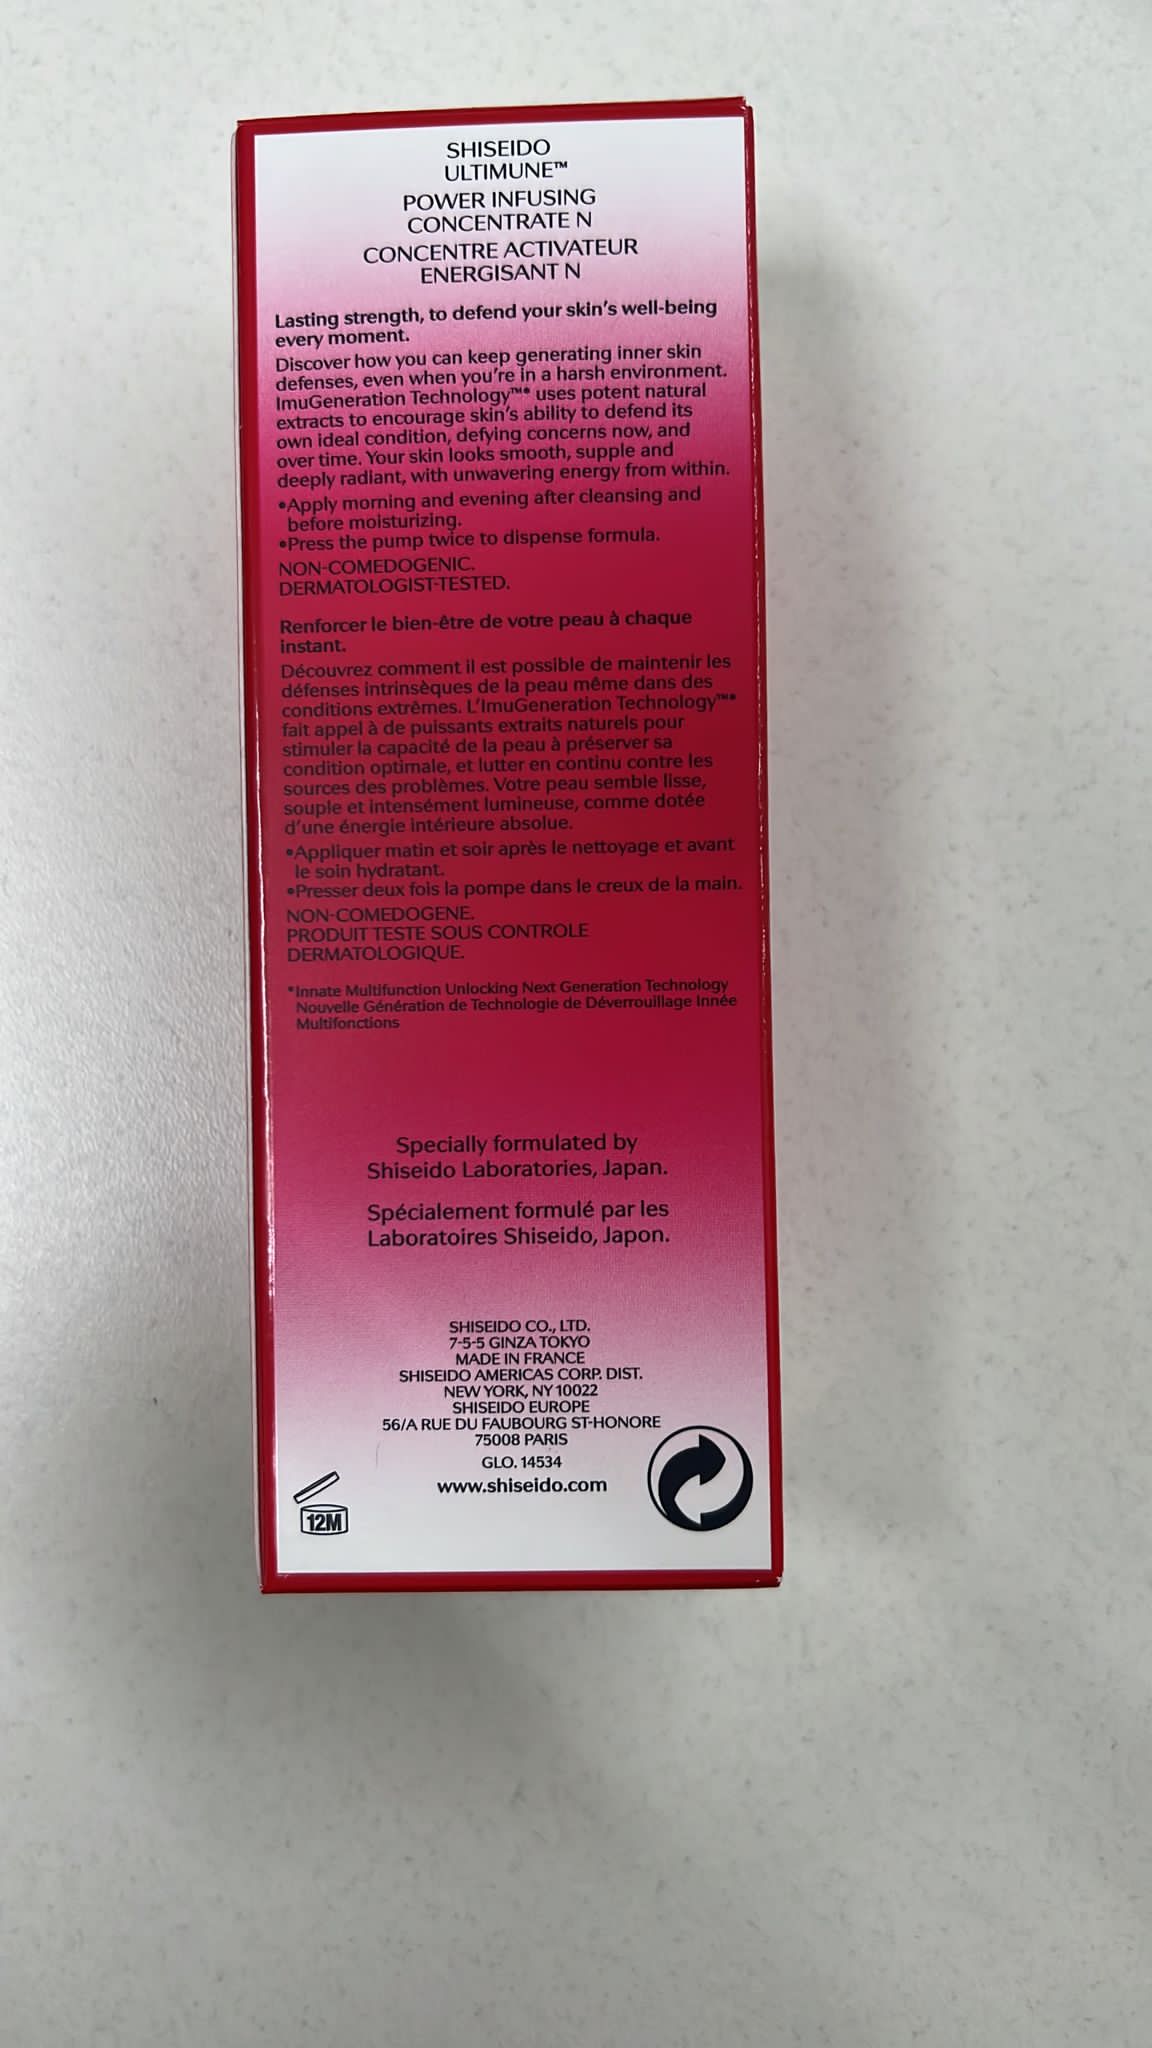 SHISEIDO
ULTIMUNE™
POWER INFUSING
CONCENTRATE N
CONCENTRE ACTIVATEUR
ENERGISANT N
Lasting strength, to defend your skin's well-being
every moment.
Discover how you can keep generating inner skin
defenses, even when you're in a harsh environment.
ImuGeneration Technology™* uses potent natural
extracts to encourage skin's ability to defend its
own ideal condition, defying concerns now, and
over time. Your skin looks smooth, supple and
deeply radiant, with unwavering energy from within.
•Apply morning and evening after cleansing and
before moisturizing.
•Press the pump twice to dispense formula.
NON-COMEDOGENIC.
DERMATOLOGIST-TESTED.
Renforcer le bien-être de votre peau à chaque
instant.
Découvrez comment il est possible de maintenir les
défenses intrinsèques de la peau même dans des
conditions extrêmes. L'ImuGeneration Technology™*
fait appel à de puissants extraits naturels pour
stimuler la capacité de la peau à préserver sa
condition optimale, et lutter en continu contre les
sources des problèmes. Votre peau semble lisse,
souple et intensément lumineuse, comme dotée
d'une énergie intérieure absolue.
•Appliquer matin et soir après le nettoyage et avant
le soin hydratant.
•Presser deux fois la pompe dans le creux de la main.
NON-COMEDOGENE.
PRODUIT TESTE SOUS CONTROLE
DERMATOLOGIQUE.
*Innate Multifunction Unlocking Next Generation Technology
Nouvelle Génération de Technologie de Déverrouillage Innée
Multifonctions
Specially formulated by
Shiseido Laboratories, Japan.
Spécialement formulé par les
Laboratoires Shiseido, Japon.
SHISEIDO CO., LTD.
7-5-5 GINZA TOKYO
MADE IN FRANCE
SHISEIDO AMERICAS CORP. DIST.
NEW YORK, NY 10022
SHISEIDO EUROPE
56/A RUE DU FAUBOURG ST-HONORE
75008 PARIS
GLO. 14534
www.shiseido.com
12M